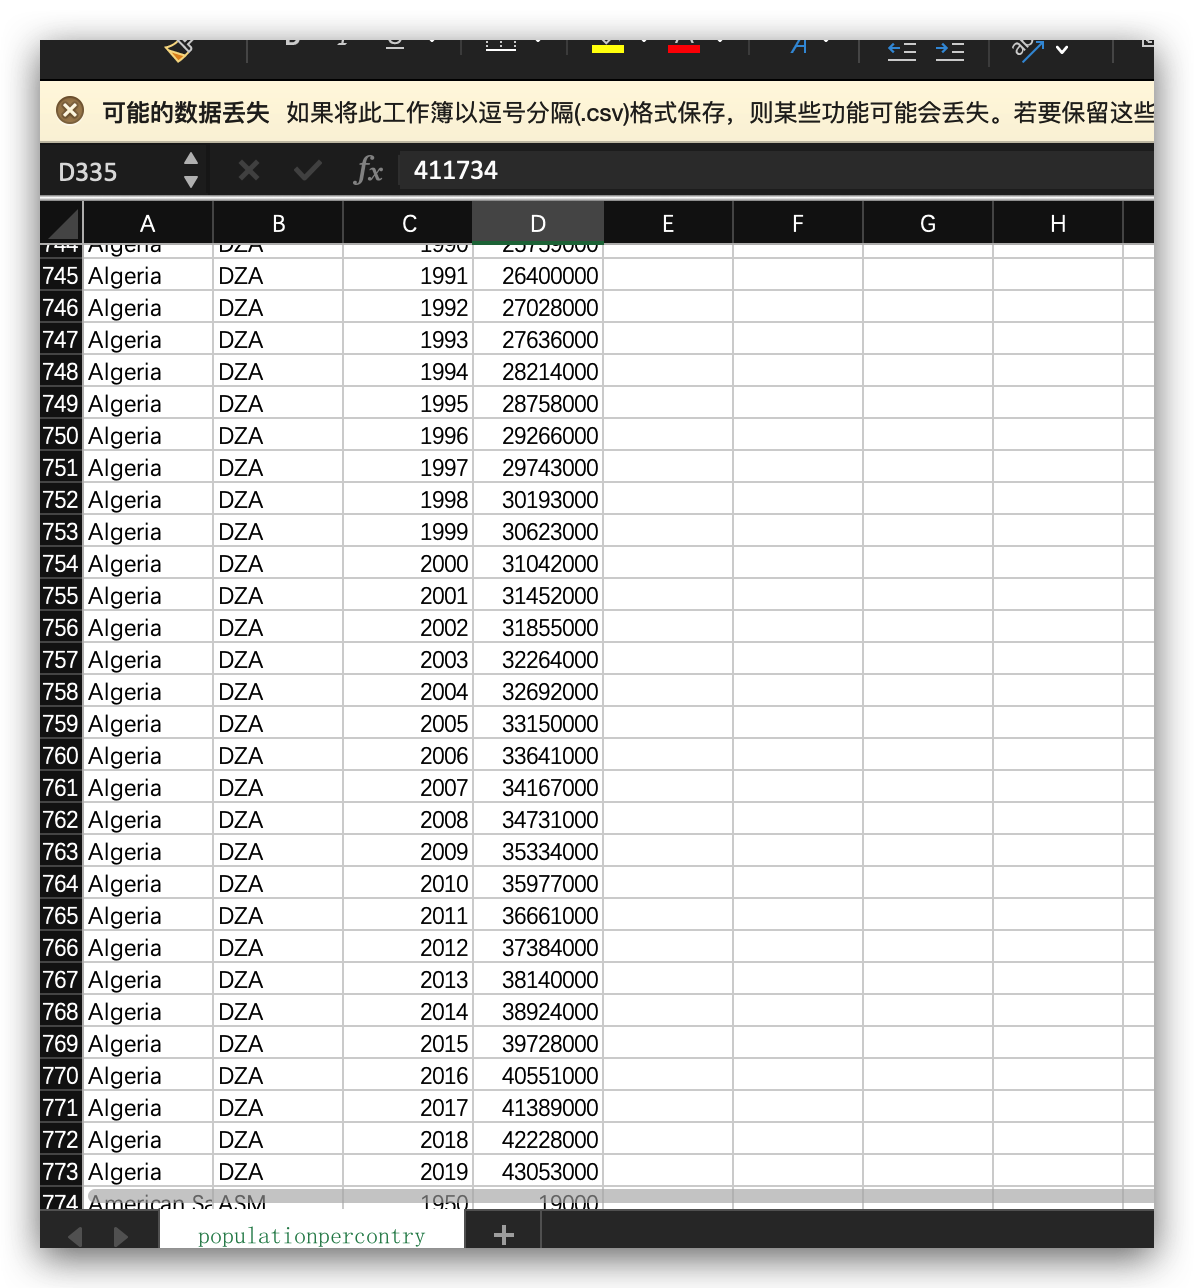 可能的数据丢失 如果将此工作簿以逗号分隔(.csv)格式保存，则某些功能可能会丢失。若要保留这些
D335 fx 411734
A B C D E F G H
744 Algeria DZA 1990 25759000
745 Algeria DZA 1991 26400000
746 Algeria DZA 1992 27028000
747 Algeria DZA 1993 27636000
748 Algeria DZA 1994 28214000
749 Algeria DZA 1995 28758000
750 Algeria DZA 1996 29266000
751 Algeria DZA 1997 29743000
752 Algeria DZA 1998 30193000
753 Algeria DZA 1999 30623000
754 Algeria DZA 2000 31042000
755 Algeria DZA 2001 31452000
756 Algeria DZA 2002 31855000
757 Algeria DZA 2003 32264000
758 Algeria DZA 2004 32692000
759 Algeria DZA 2005 33150000
760 Algeria DZA 2006 33641000
761 Algeria DZA 2007 34167000
762 Algeria DZA 2008 34731000
763 Algeria DZA 2009 35334000
764 Algeria DZA 2010 35977000
765 Algeria DZA 2011 36661000
766 Algeria DZA 2012 37384000
767 Algeria DZA 2013 38140000
768 Algeria DZA 2014 38924000
769 Algeria DZA 2015 39728000
770 Algeria DZA 2016 40551000
771 Algeria DZA 2017 41389000
772 Algeria DZA 2018 42228000
773 Algeria DZA 2019 43053000
774 American Sa ASM 1950 19000
populationpercontry +